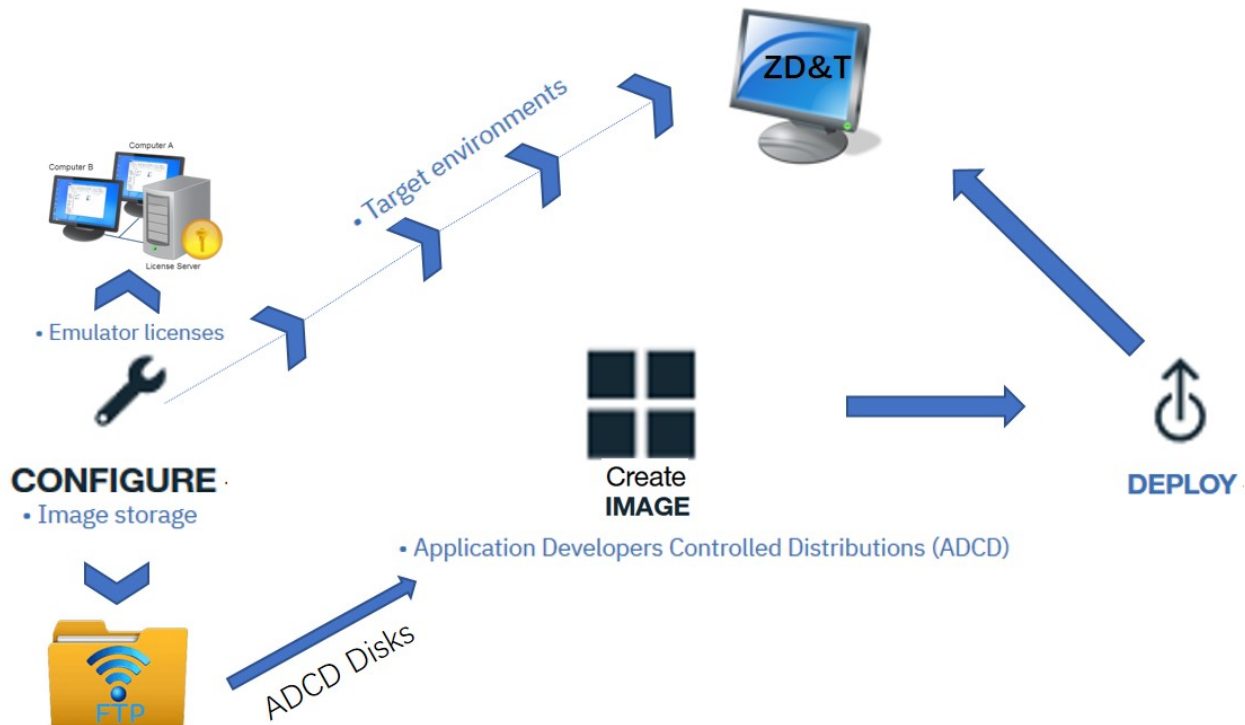 ZD&T
• Target environments
Computer A
Computer B
License Server
• Emulator licenses
CONFIGURE
• Image storage
Create
IMAGE
DEPLOY
• Application Developers Controlled Distributions (ADCD)
ADCD Disks
FTP